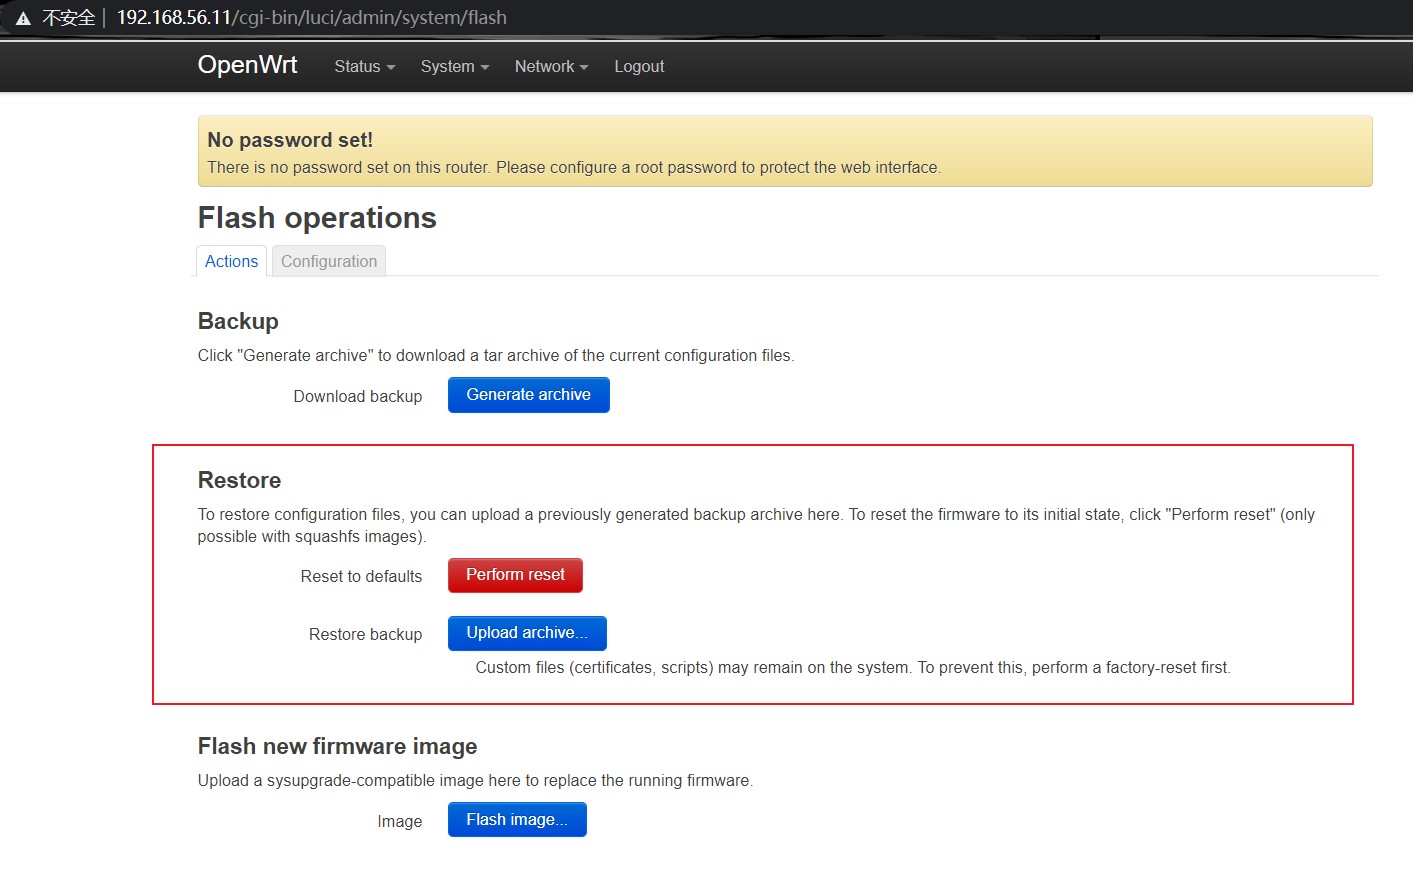 不安全 | 192.168.56.11/cgi-bin/luci/admin/system/flash
OpenWrt Status System Network Logout
No password set!
There is no password set on this router. Please configure a root password to protect the web interface.
Flash operations
Actions Configuration
Backup
Click "Generate archive" to download a tar archive of the current configuration files.
Download backup Generate archive
Restore
To restore configuration files, you can upload a previously generated backup archive here. To reset the firmware to its initial state, click "Perform reset" (only
possible with squashfs images).
Reset to defaults Perform reset
Restore backup Upload archive...
Custom files (certificates, scripts) may remain on the system. To prevent this, perform a factory-reset first.
Flash new firmware image
Upload a sysupgrade-compatible image here to replace the running firmware.
Image Flash image...